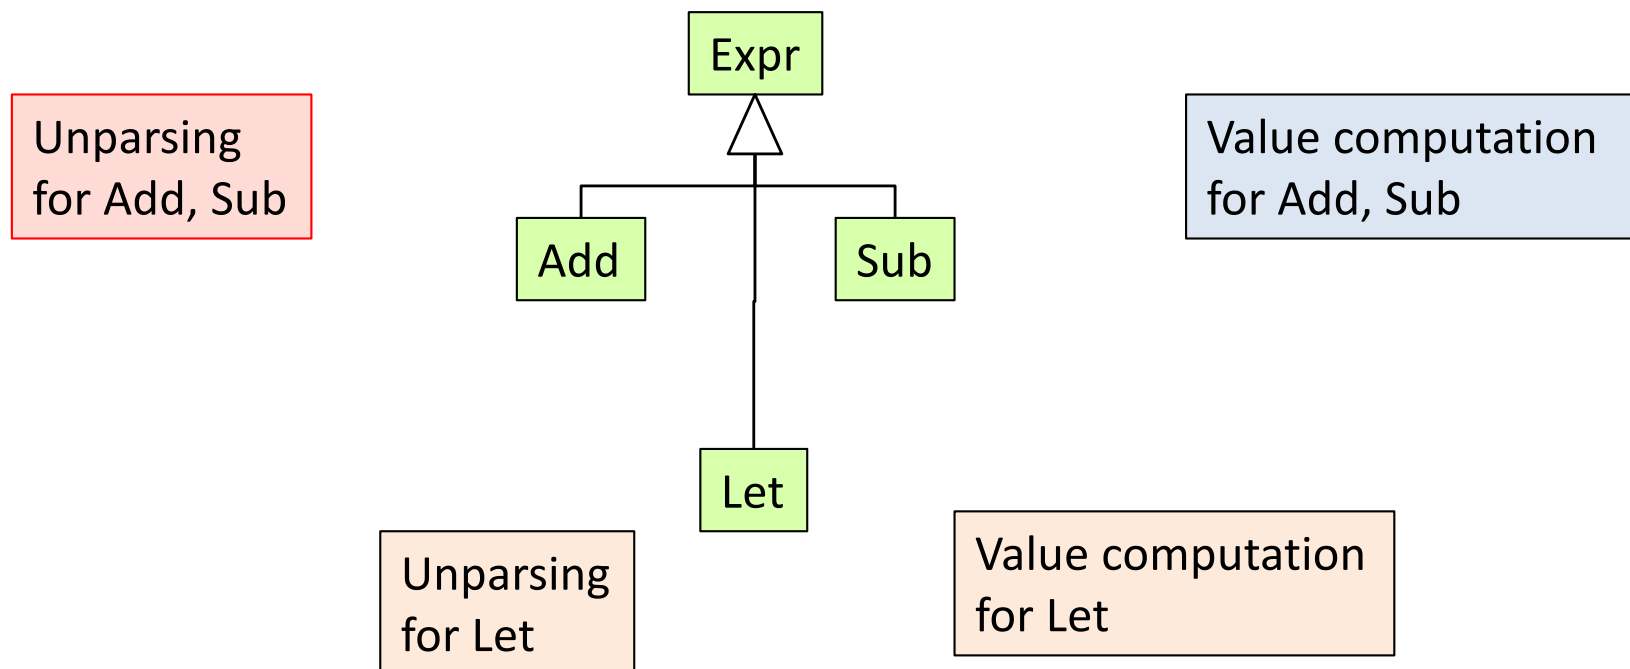 Expr
Unparsing
for Add, Sub
Value computation
for Add, Sub
Add
Sub
Let
Unparsing
for Let
Value computation
for Let